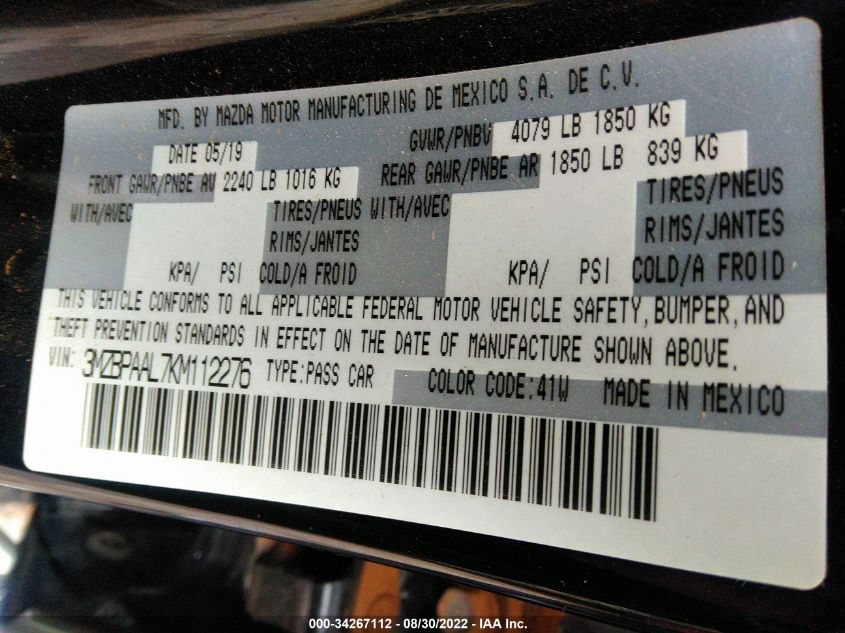 MFD. BY MAZDA MOTOR MANUFACTURING DE MEXICO S.A. DE C.V.
DATE 05/19 GVWR/PNBV 4079 LB 1850 KG
FRONT GAWR/PNBE AV 2240 LB 1016 KG REAR GAWR/PNBE AR 1850 LB 839 KG
WITH/AVEC TIRES/PNEUS WITH/AVEC TIRES/PNEUS
RIMS/JANTES RIMS/JANTES
KPA/ PSI COLD/A FROID KPA/ PSI COLD/A FROID
THIS VEHICLE CONFORMS TO ALL APPLICABLE FEDERAL MOTOR VEHICLE SAFETY, BUMPER, AND
THEFT PREVENTION STANDARDS IN EFFECT ON THE DATE OF MANUFACTURE SHOWN ABOVE.
VIN: 3MZBPAAL7KM112276 TYPE:PASS CAR COLOR CODE:41W MADE IN MEXICO
000-34267112 - 08/30/2022 - IAA Inc.